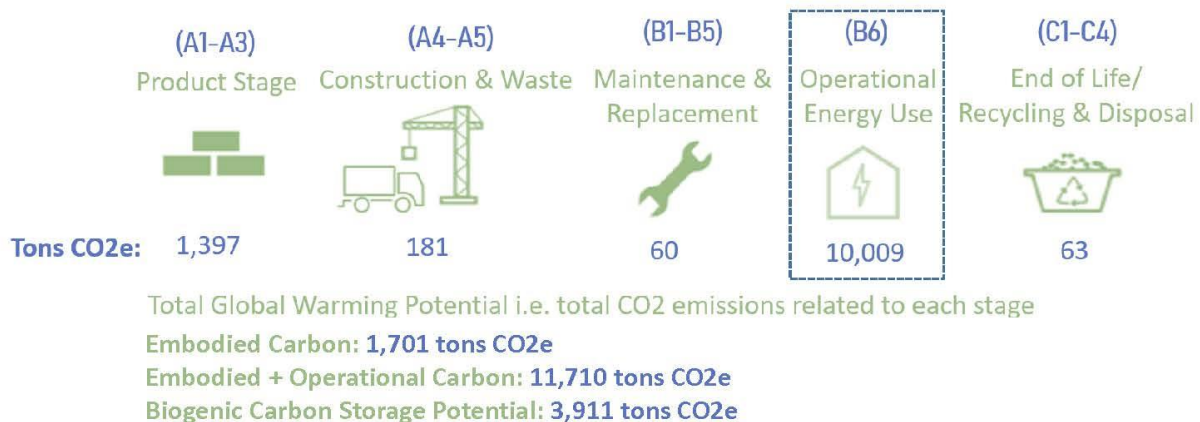 (A1-A3) (A4-A5) (B1-B5) (B6) (C1-C4)
Product Stage Construction & Waste Maintenance & Replacement Operational Energy Use End of Life/ Recycling & Disposal
Tons CO2e: 1,397 181 60 10,009 63
Total Global Warming Potential i.e. total CO2 emissions related to each stage
Embodied Carbon: 1,701 tons CO2e
Embodied + Operational Carbon: 11,710 tons CO2e
Biogenic Carbon Storage Potential: 3,911 tons CO2e